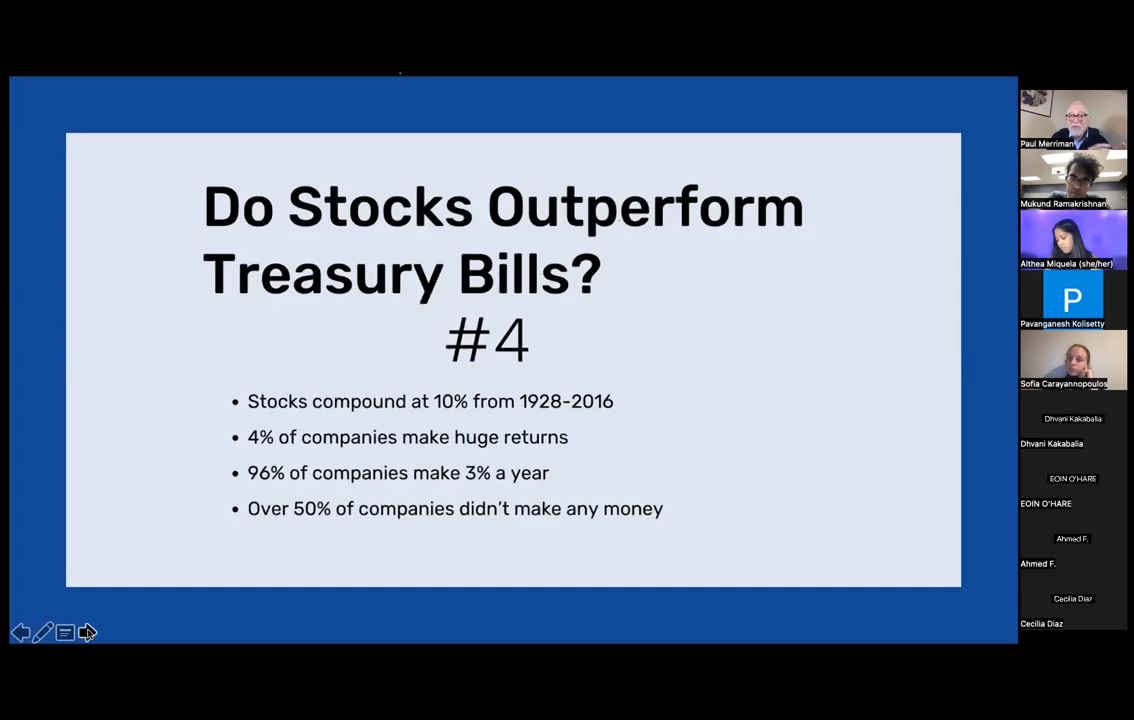 Do Stocks Outperform
Treasury Bills?
#4
• Stocks compound at 10% from 1928-2016
• 4% of companies make huge returns
• 96% of companies make 3% a year
• Over 50% of companies didn't make any money
Paul Merriman
Mukund Ramakrishnan
Althea Miquela (she/her)
P
Pavanganesh Kolisetty
Sofia Carayannopoulos
Dhvani Kakabalia
Dhvani Kakabalia
EOIN O'HARE
EOIN O'HARE
Ahmed F.
Ahmed F.
Cecilia Diaz
Cecilia Diaz